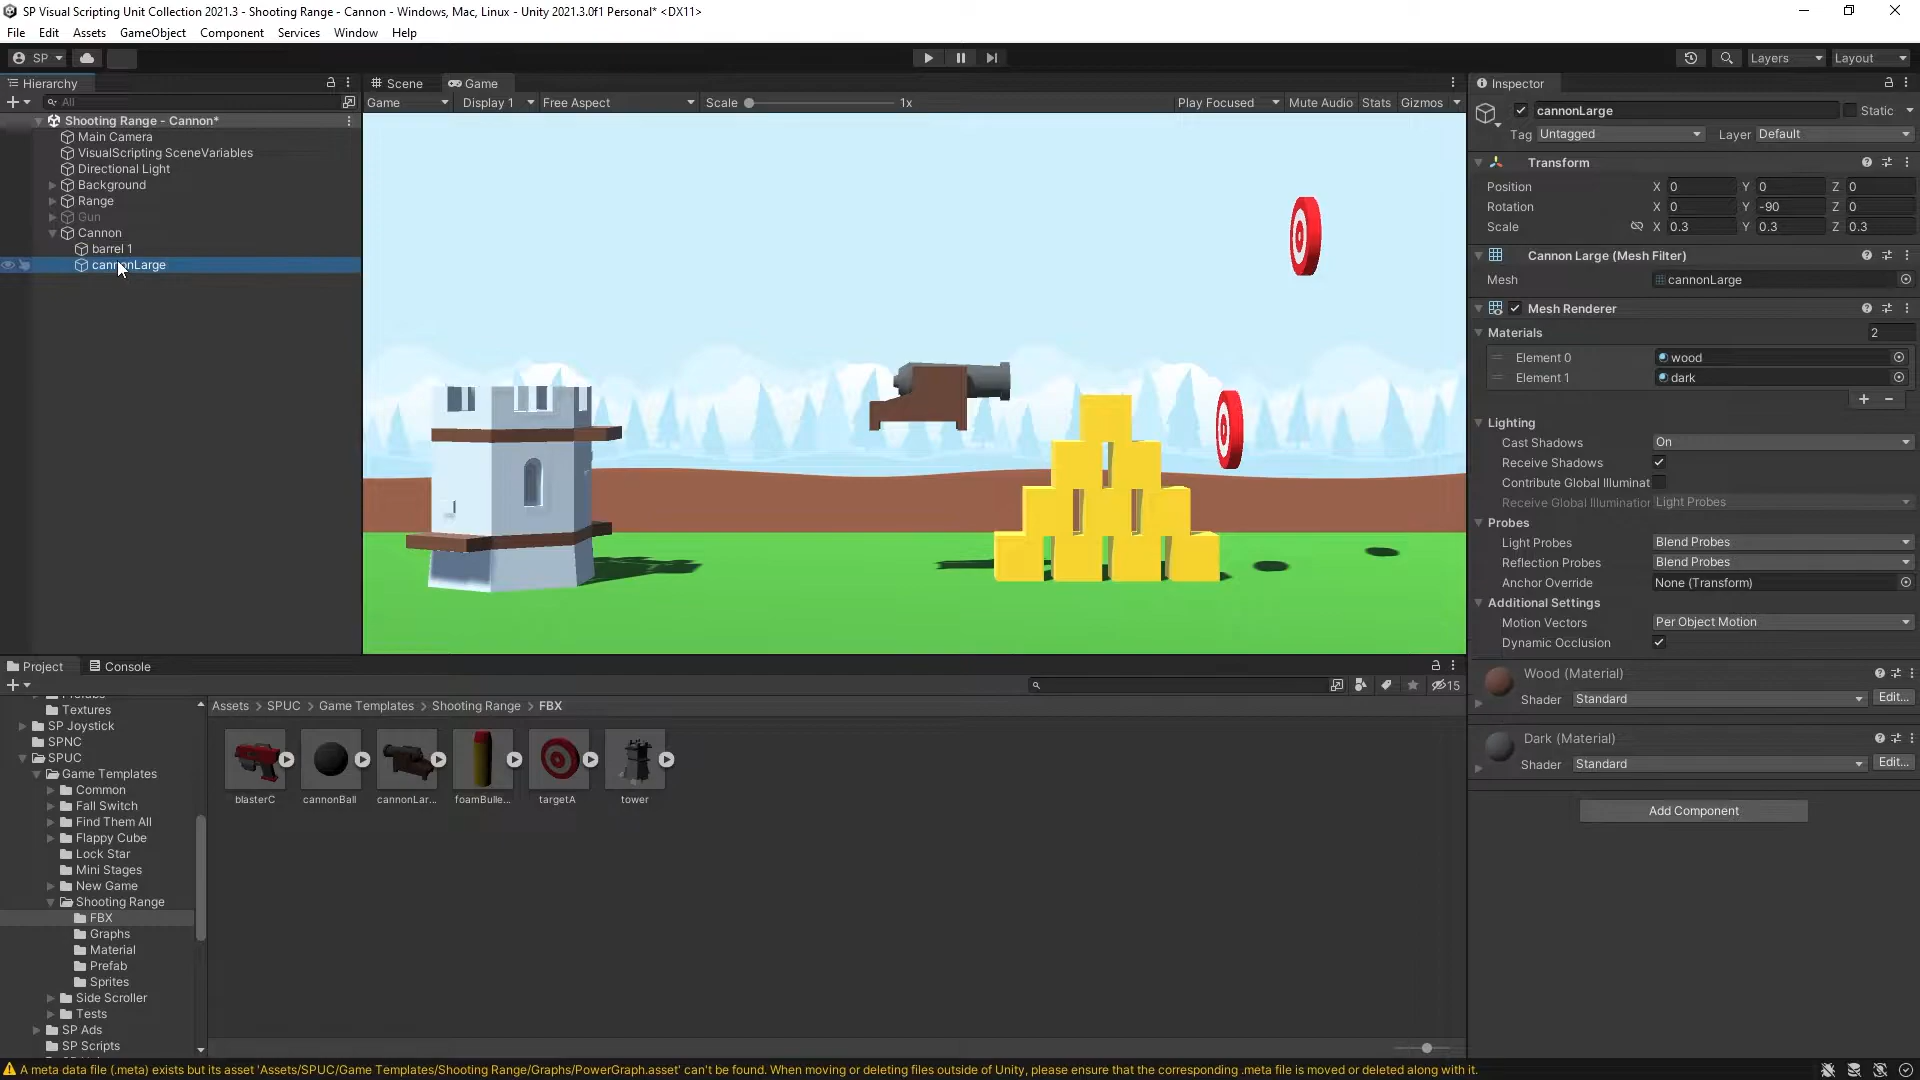 SP Visual Scripting Unit Collection 2021.3 - Shooting Range - Cannon - Windows, Mac, Linux - Unity 2021.3.0f1 Personal* <DX11>
File Edit Assets GameObject Component Services Window Help
SP Layers Layout
Hierarchy
All
Shooting Range - Cannon*
Main Camera
VisualScripting SceneVariables
Directional Light
Background
Range
Gun
Cannon
barrel 1
cannonLarge
Scene Game
Game Display 1 Free Aspect Scale 1x Play Focused Mute Audio Stats Gizmos
Inspector
cannonLarge Static
Tag Untagged Layer Default
Transform
Position X 0 Y 0 Z 0
Rotation X 0 Y -90 Z 0
Scale X 0.3 Y 0.3 Z 0.3
Cannon Large (Mesh Filter)
Mesh cannonLarge
Mesh Renderer
Materials 2
Element 0 wood
Element 1 dark
Lighting
Cast Shadows On
Receive Shadows
Contribute Global Illuminat
Receive Global Illumination Light Probes
Probes
Light Probes Blend Probes
Reflection Probes Blend Probes
Anchor Override None (Transform)
Additional Settings
Motion Vectors Per Object Motion
Dynamic Occlusion
Wood (Material)
Shader Standard Edit...
Dark (Material)
Shader Standard Edit...
Add Component
Project Console
15
Textures
SP Joystick
SPNC
SPUC
Game Templates
Common
Fall Switch
Find Them All
Flappy Cube
Lock Star
Mini Stages
New Game
Shooting Range
FBX
Graphs
Material
Prefab
Sprites
Side Scroller
Tests
SP Ads
SP Scripts
Assets > SPUC > Game Templates > Shooting Range > FBX
blasterC cannonBall cannonLar... foamBulle... targetA tower
A meta data file (.meta) exists but its asset 'Assets/SPUC/Game Templates/Shooting Range/Graphs/PowerGraph.asset' can't be found. When moving or deleting files outside of Unity, please ensure that the corresponding .meta file is moved or deleted along with it.